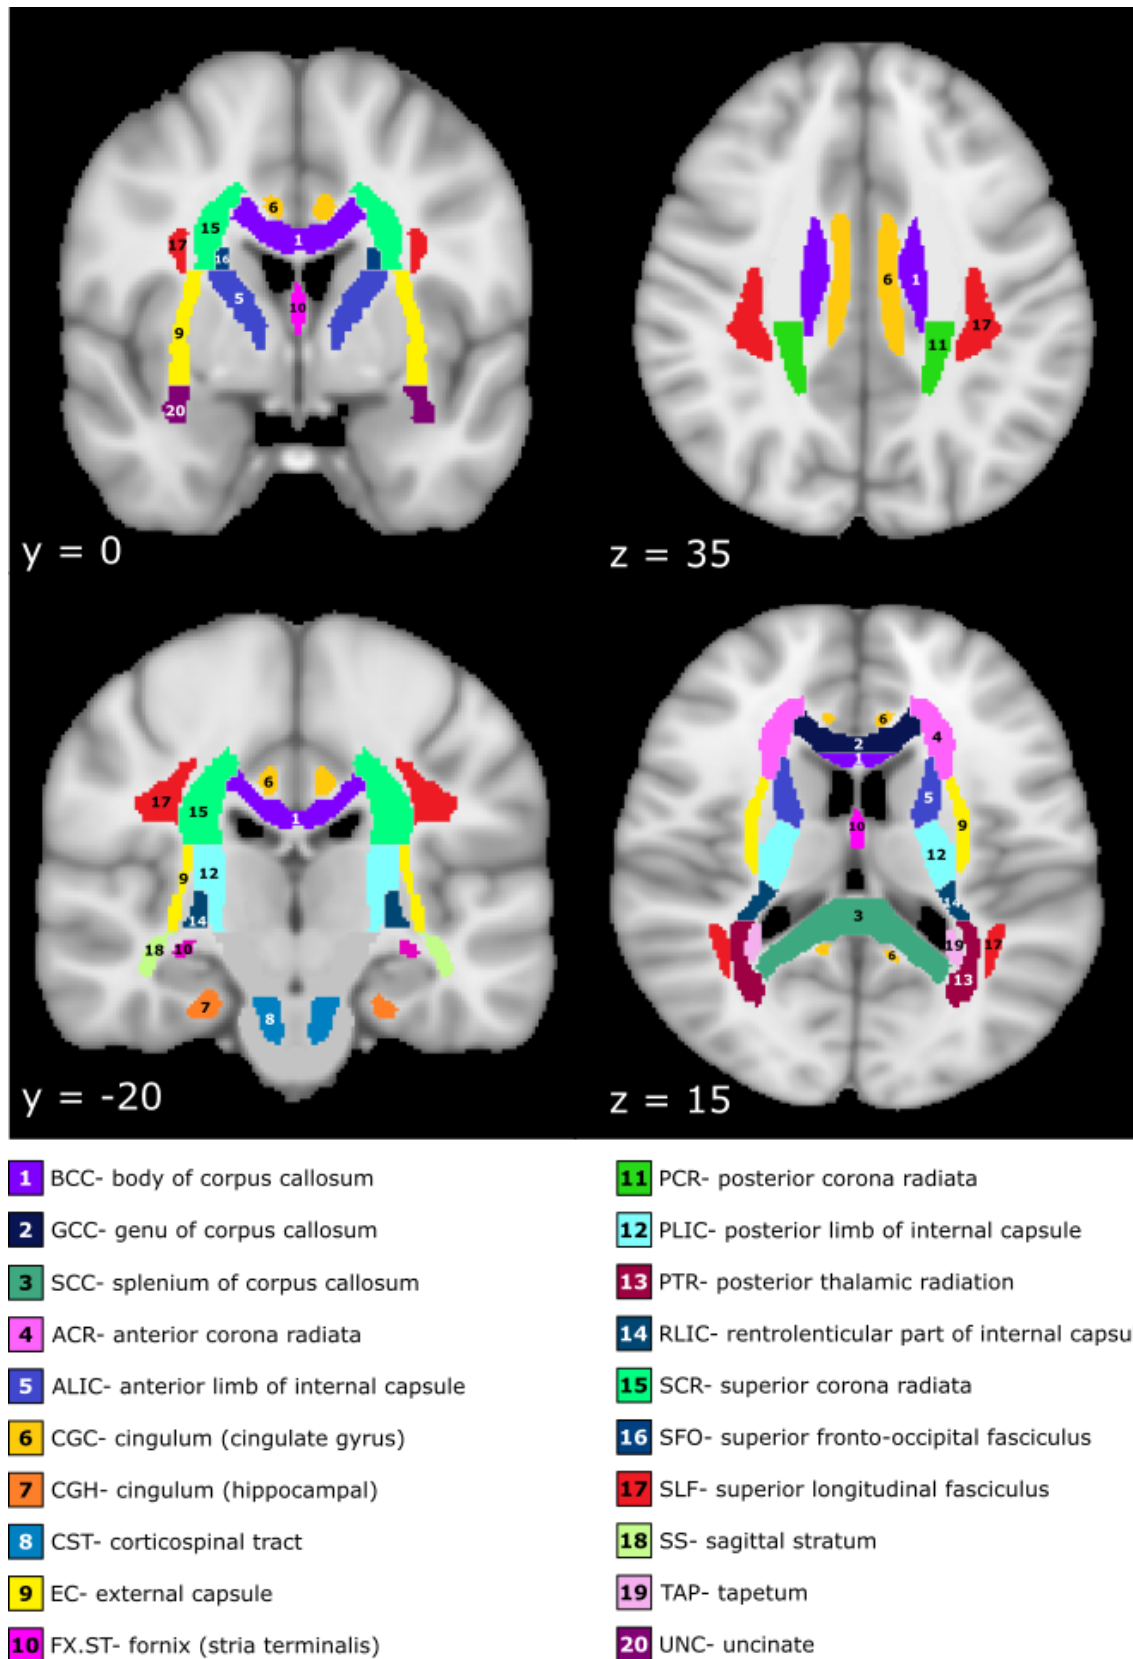 6
15
1
17
16
5
10
9
20
y = 0
6
1
17
11
z = 35
6
17
15
1
12
9
14
18
10
7
8
y = -20
6
4
2
1
5
10
9
12
14
3
19
17
6
13
z = 15
1 BCC- body of corpus callosum
2 GCC- genu of corpus callosum
3 SCC- splenium of corpus callosum
4 ACR- anterior corona radiata
5 ALIC- anterior limb of internal capsule
6 CGC- cingulum (cingulate gyrus)
7 CGH- cingulum (hippocampal)
8 CST- corticospinal tract
9 EC- external capsule
10 FX.ST- fornix (stria terminalis)
11 PCR- posterior corona radiata
12 PLIC- posterior limb of internal capsule
13 PTR- posterior thalamic radiation
14 RLIC- rentrolenticular part of internal capsu
15 SCR- superior corona radiata
16 SFO- superior fronto-occipital fasciculus
17 SLF- superior longitudinal fasciculus
18 SS- sagittal stratum
19 TAP- tapetum
20 UNC- uncinate